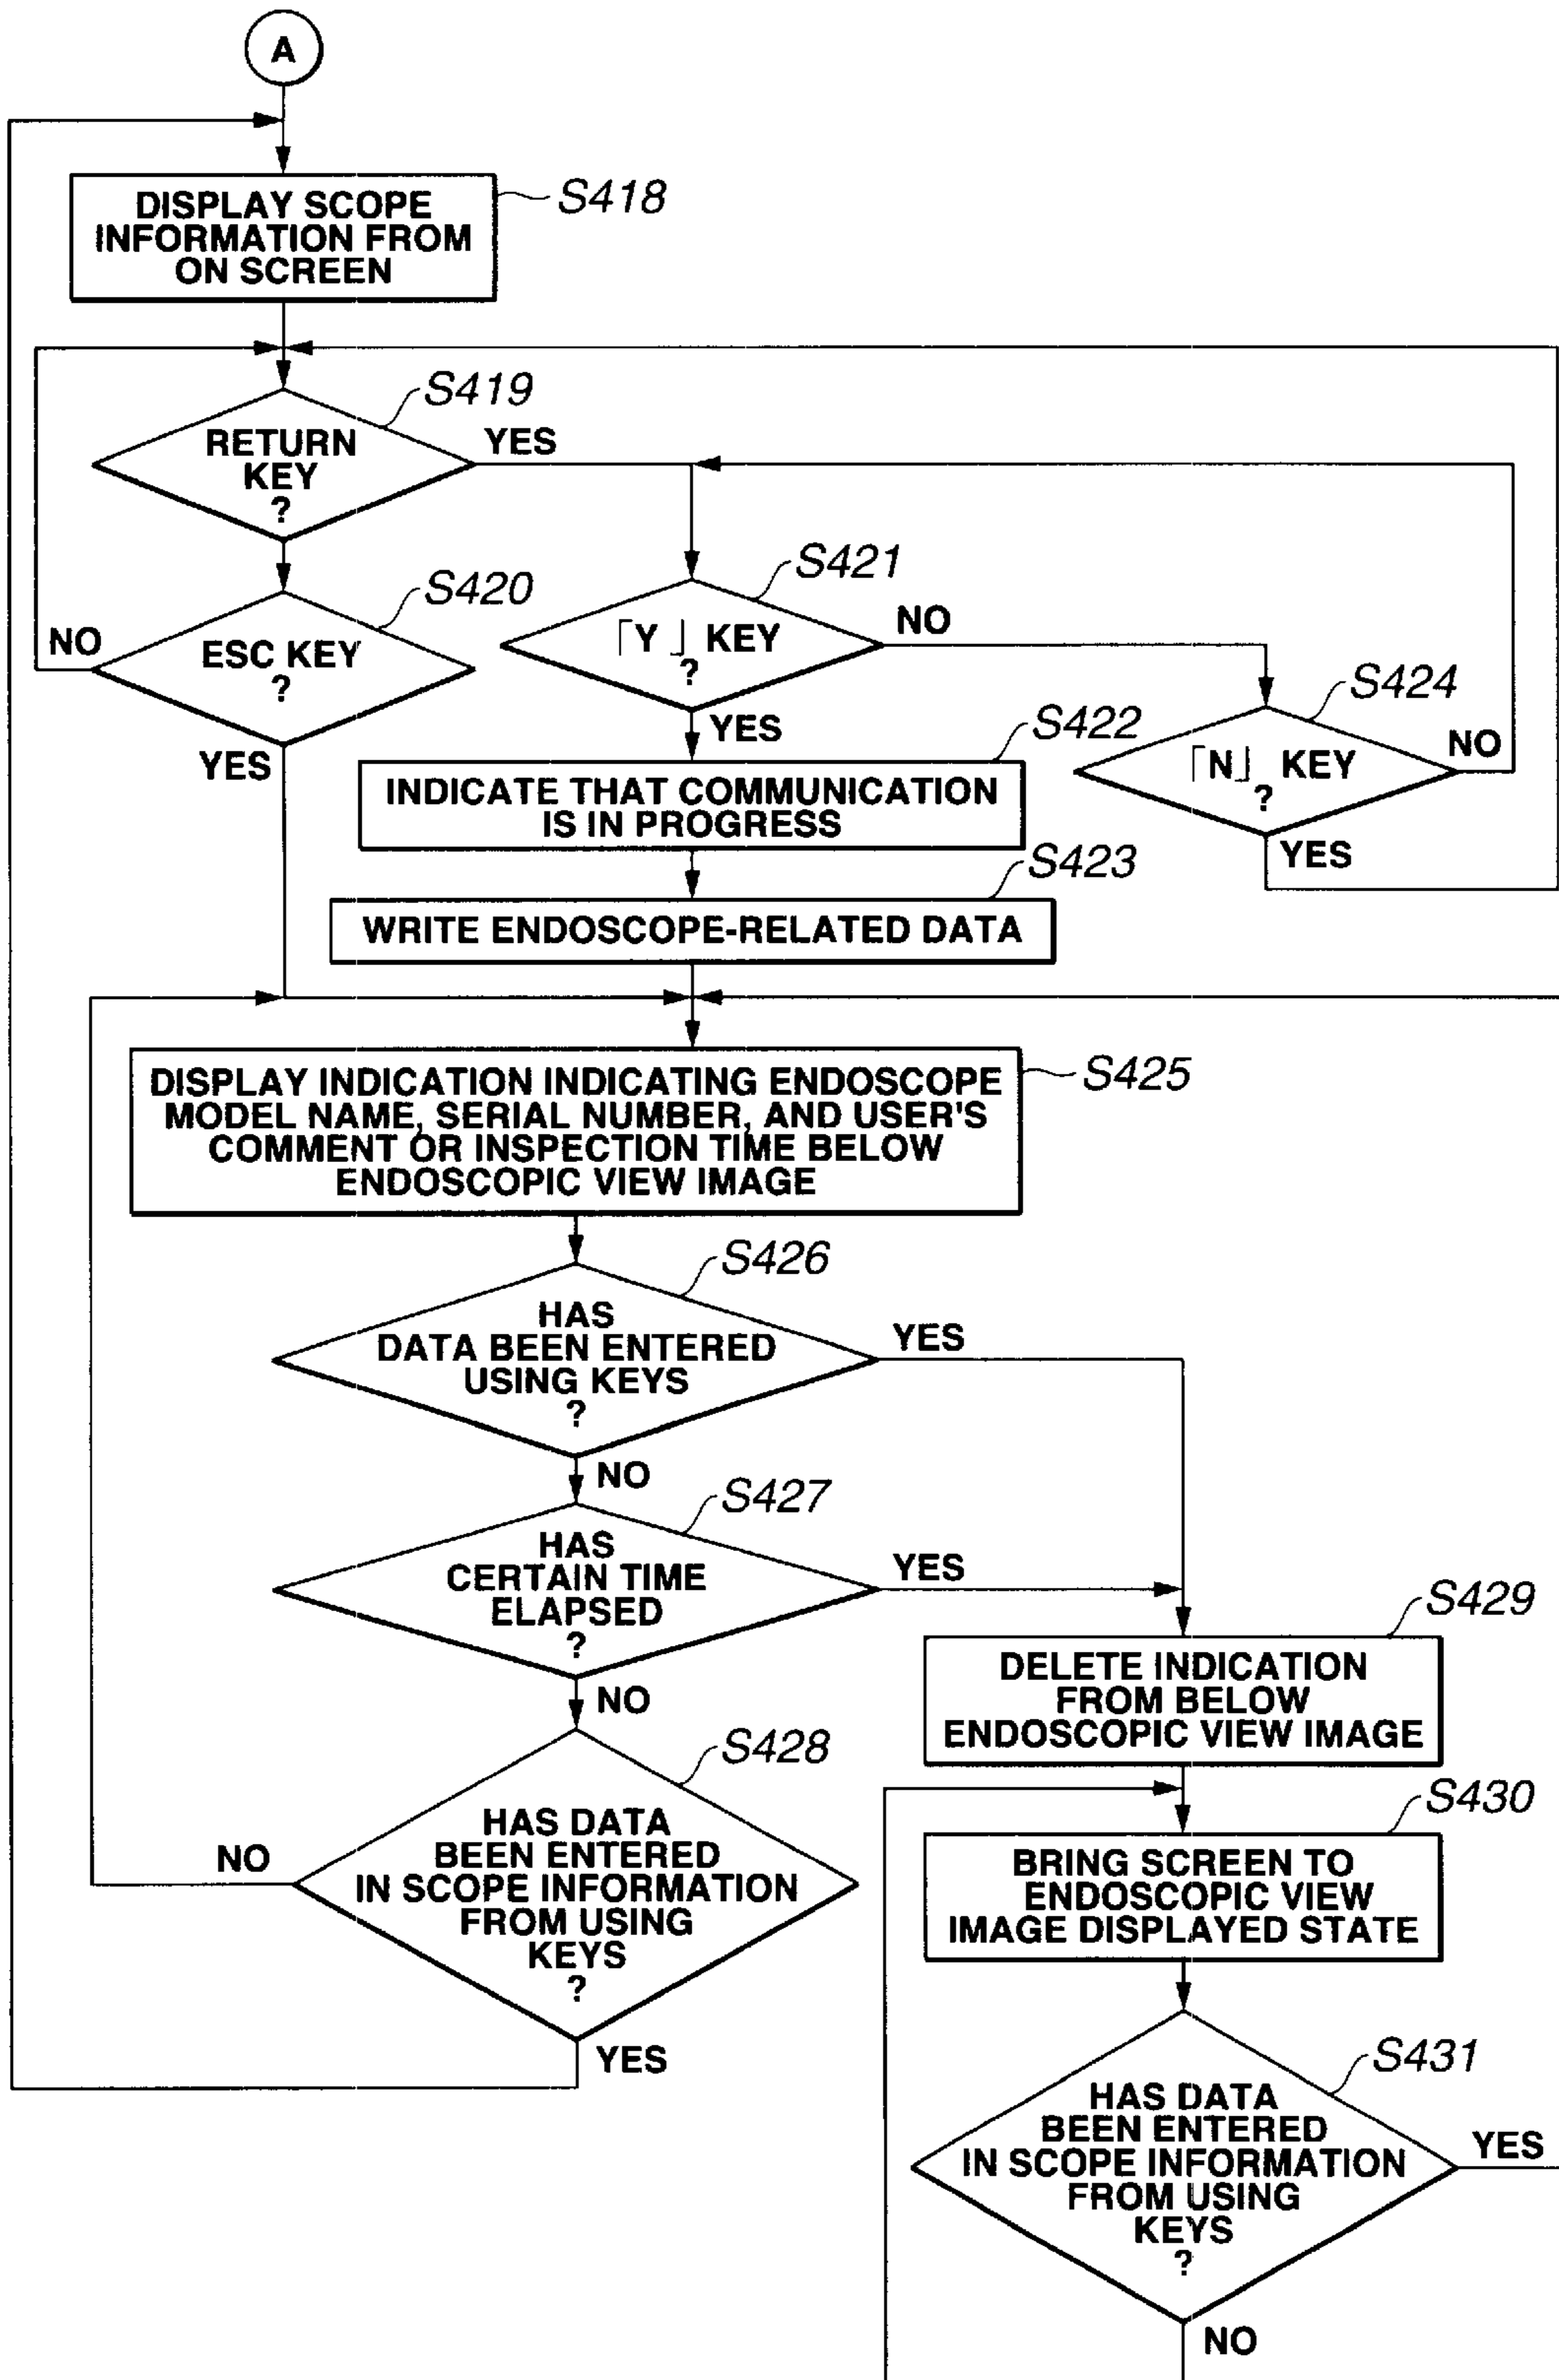 A
DISPLAY SCOPE
INFORMATION FROM
ON SCREEN
S418
S419
RETURN
KEY
?
YES
S420
ESC KEY
?
NO
YES
S421
「Y」 KEY
?
NO
YES
S422
INDICATE THAT COMMUNICATION
IS IN PROGRESS
S423
WRITE ENDOSCOPE-RELATED DATA
S424
「N」 KEY
?
NO
YES
S425
DISPLAY INDICATION INDICATING ENDOSCOPE
MODEL NAME, SERIAL NUMBER, AND USER'S
COMMENT OR INSPECTION TIME BELOW
ENDOSCOPIC VIEW IMAGE
S426
HAS
DATA BEEN ENTERED
USING KEYS
?
YES
NO
S427
HAS
CERTAIN TIME
ELAPSED
?
YES
NO
S428
HAS DATA
BEEN ENTERED
IN SCOPE INFORMATION
FROM USING
KEYS
?
NO
YES
S429
DELETE INDICATION
FROM BELOW
ENDOSCOPIC VIEW IMAGE
S430
BRING SCREEN TO
ENDOSCOPIC VIEW
IMAGE DISPLAYED STATE
S431
HAS DATA
BEEN ENTERED
IN SCOPE INFORMATION
FROM USING
KEYS
?
YES
NO